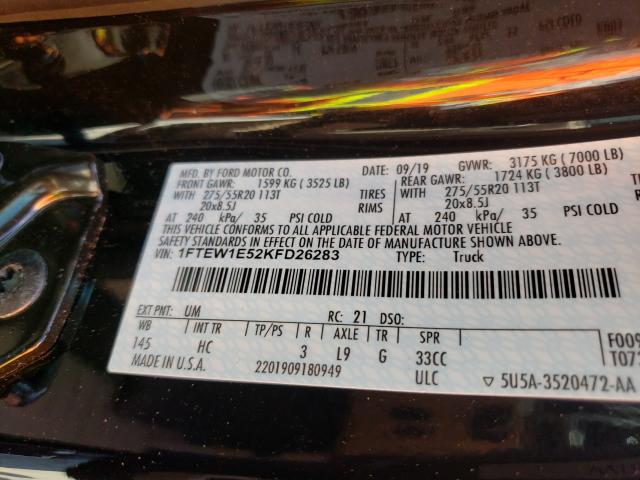 MFD. BY FORD MOTOR CO.
DATE: 09/19 GVWR: 3175 KG ( 7000 LB)
FRONT GAWR: 1599 KG ( 3525 LB)
REAR GAWR: 1724 KG ( 3800 LB)
WITH 275/55R20 113T TIRES
WITH 275/55R20 113T
20x8.5J RIMS
20x8.5J
AT 240 kPa/ 35 PSI COLD
AT 240 kPa/ 35 PSI COLD
THIS VEHICLE CONFORMS TO ALL APPLICABLE FEDERAL MOTOR VEHICLE
SAFETY STANDARDS IN EFFECT ON THE DATE OF MANUFACTURE SHOWN ABOVE.
VIN: 1FTEW1E52KFD26283 TYPE: Truck
EXT PNT: UM RC: 21 DSO:
WB INT TR TP/PS R AXLE TR SPR
145 HC 3 L9 G 33CC
F009
T07
MADE IN U.S.A. 2201909180949 ULC
5U5A-3520472-AA